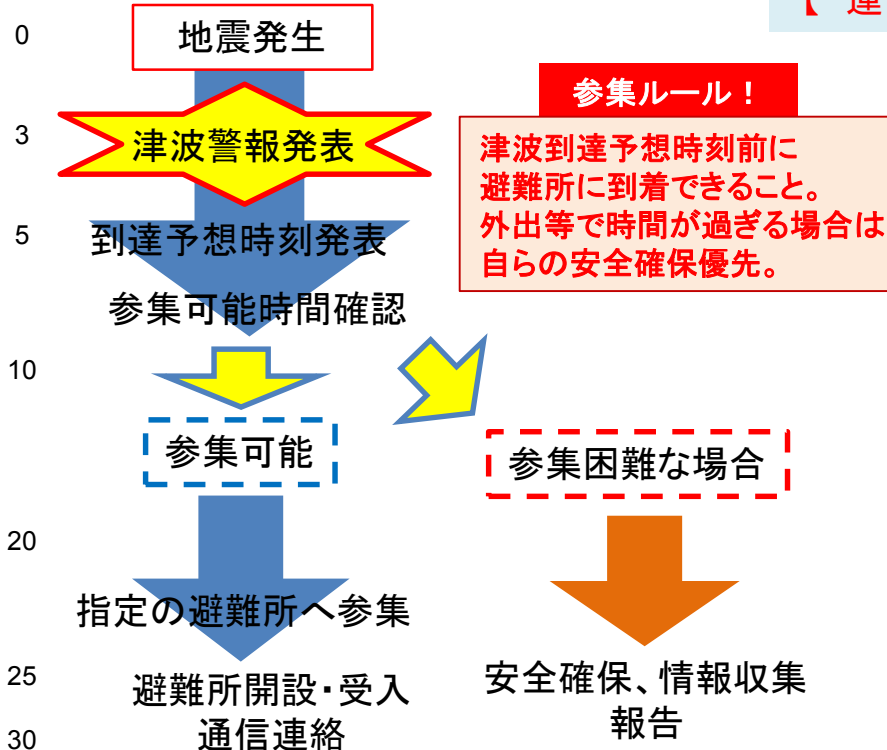 【 運
0
地震発生
参集ルール！
3
津波警報発表
津波到達予想時刻前に
避難所に到着できること。
外出等で時間が過ぎる場合は
自らの安全確保優先。
5
到達予想時刻発表
参集可能時間確認
10
参集可能
参集困難な場合
20
指定の避難所へ参集
25
避難所開設・受入
通信連絡
安全確保、情報収集
報告
30